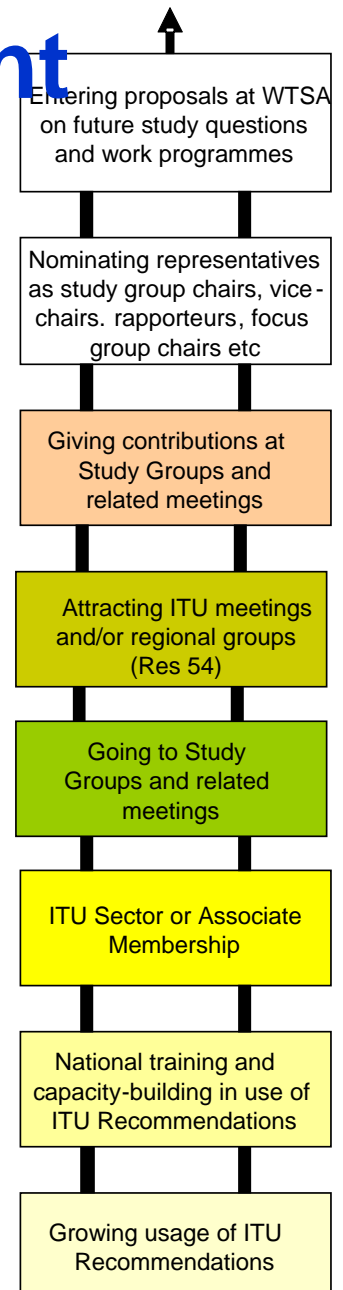 nt
Entering proposals at WTSA
on future study questions
and work programmes
Nominating representatives
as study group chairs, vice-
chairs. rapporteurs, focus
group chairs etc
Giving contributions at
Study Groups and
related meetings
Attracting ITU meetings
and/or regional groups
(Res 54)
Going to Study
Groups and related
meetings
ITU Sector or Associate
Membership
National training and
capacity-building in use of
ITU Recommendations
Growing usage of ITU
Recommendations